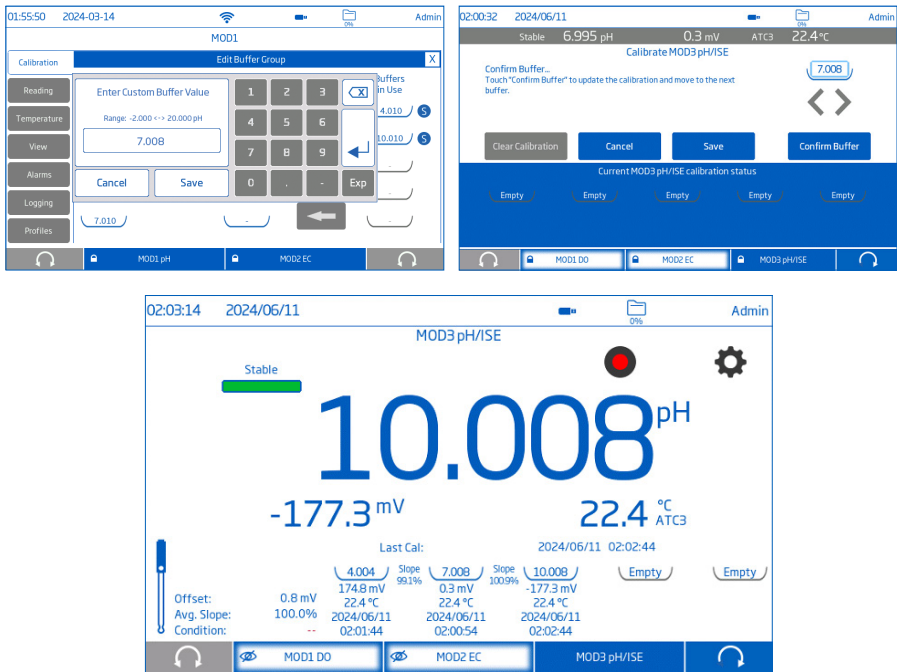 01:55:50 2024-03-14 0% Admin
MOD1
Calibration Edit Buffer Group X
Reading
Temperature
View
Alarms
Logging
Profiles
Enter Custom Buffer Value
Range: -2.000 <-> 20.000 pH
7.008
Cancel Save
1 2 3 X
4 5 6
7 8 9
0 . - Exp
Buffers
in Use
4.010 S
10.010 S
-
-
7.010 - -
MOD1 pH MOD2 EC
02:00:32 2024/06/11 0% Admin
Stable 6.995 pH 0.3 mV ATC3 22.4 °C
Calibrate MOD3 pH/ISE
Confirm Buffer...
Touch "Confirm Buffer" to update the calibration and move to the next
buffer.
7.008
Clear Calibration Cancel Save Confirm Buffer
Current MOD3 pH/ISE calibration status
Empty Empty Empty Empty Empty
MOD1 DO MOD2 EC MOD3 pH/ISE
02:03:14 2024/06/11 0% Admin
MOD3 pH/ISE
Stable
10.008 pH
-177.3 mV 22.4 °C ATC3
Last Cal: 2024/06/11 02:02:44
4.004 Slope 99.1% 7.008 Slope 100.9% 10.008 Empty Empty
174.8 mV 0.3 mV -177.3 mV
22.4 °C 22.4 °C 22.4 °C
2024/06/11 2024/06/11 2024/06/11
02:01:44 02:00:54 02:02:44
Offset: 0.8 mV
Avg. Slope: 100.0%
Condition: --
MOD1 DO MOD2 EC MOD3 pH/ISE